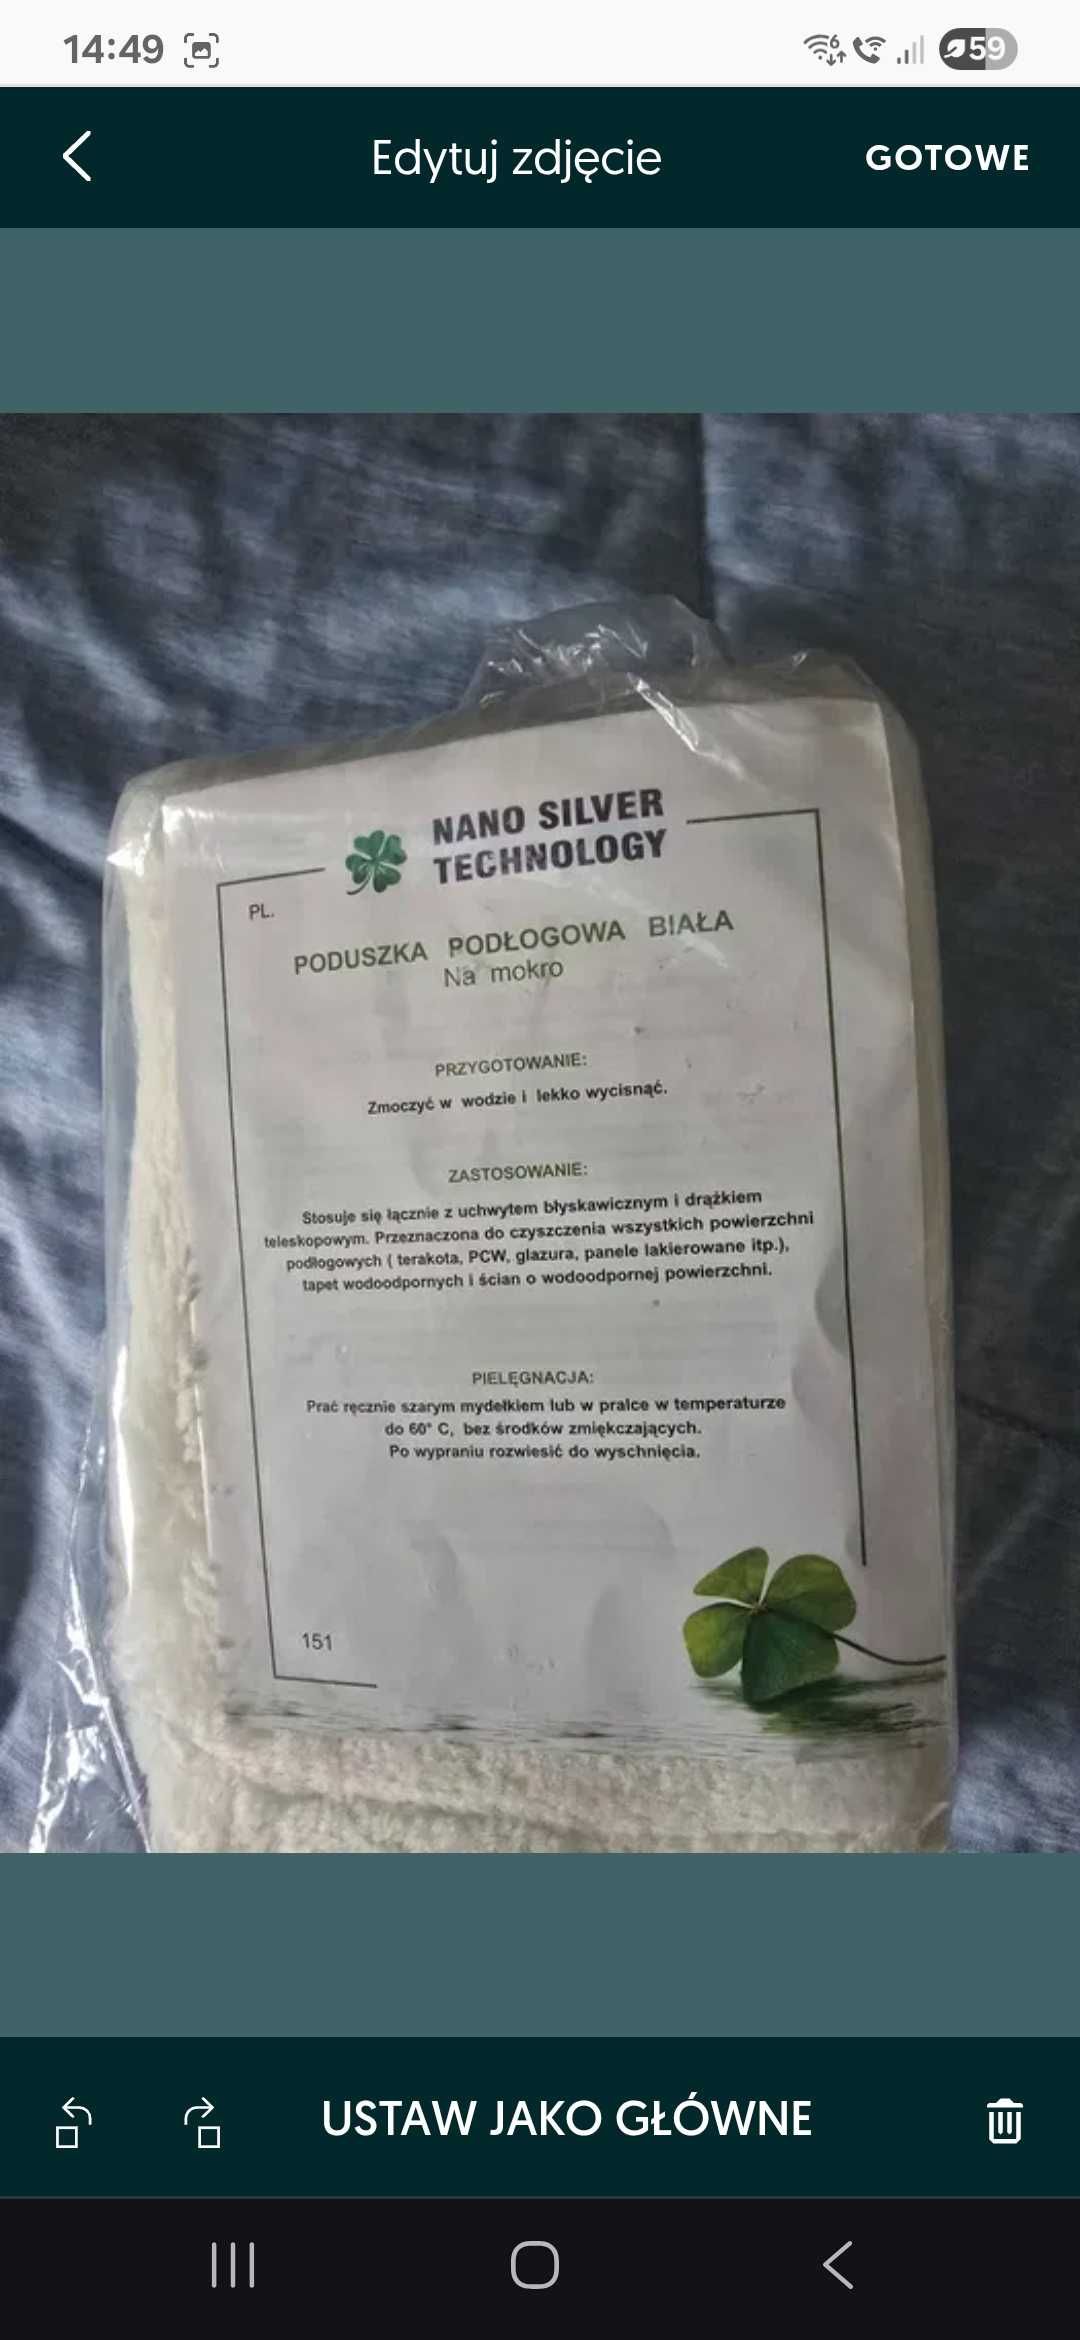 14:49
59
Edytuj zdjęcie
GOTOWE
NANO SILVER
TECHNOLOGY
PL.
PODUSZKA PODŁOGOWA BIAŁA
Na mokro
PRZYGOTOWANIE:
Zmoczyć w wodzie i lekko wycisnąć.
ZASTOSOWANIE:
Stosuje się łącznie z uchwytem błyskawicznym i drążkiem
teleskopowym. Przeznaczona do czyszczenia wszystkich powierzchni
podłogowych ( terakota, PCW, glazura, panele lakierowane itp.),
tapet wodoodpornych i ścian o wodoodpornej powierzchni.
PIELĘGNACJA:
Prać ręcznie szarym mydełkiem lub w pralce w temperaturze
do 60° C, bez środków zmiękczających.
Po wypraniu rozwiesić do wyschnięcia.
151
USTAW JAKO GŁÓWNE